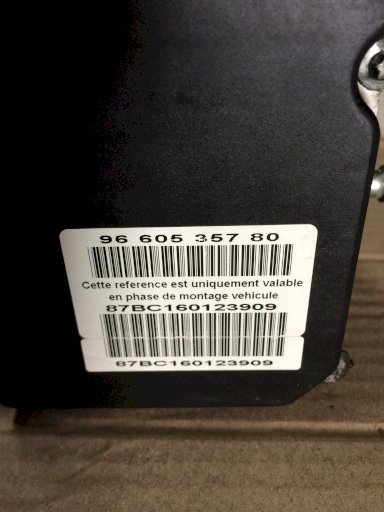 96 605 357 80
Cette reference est uniquement valable
en phase de montage vehicule
87BC160123909
87BC160123909